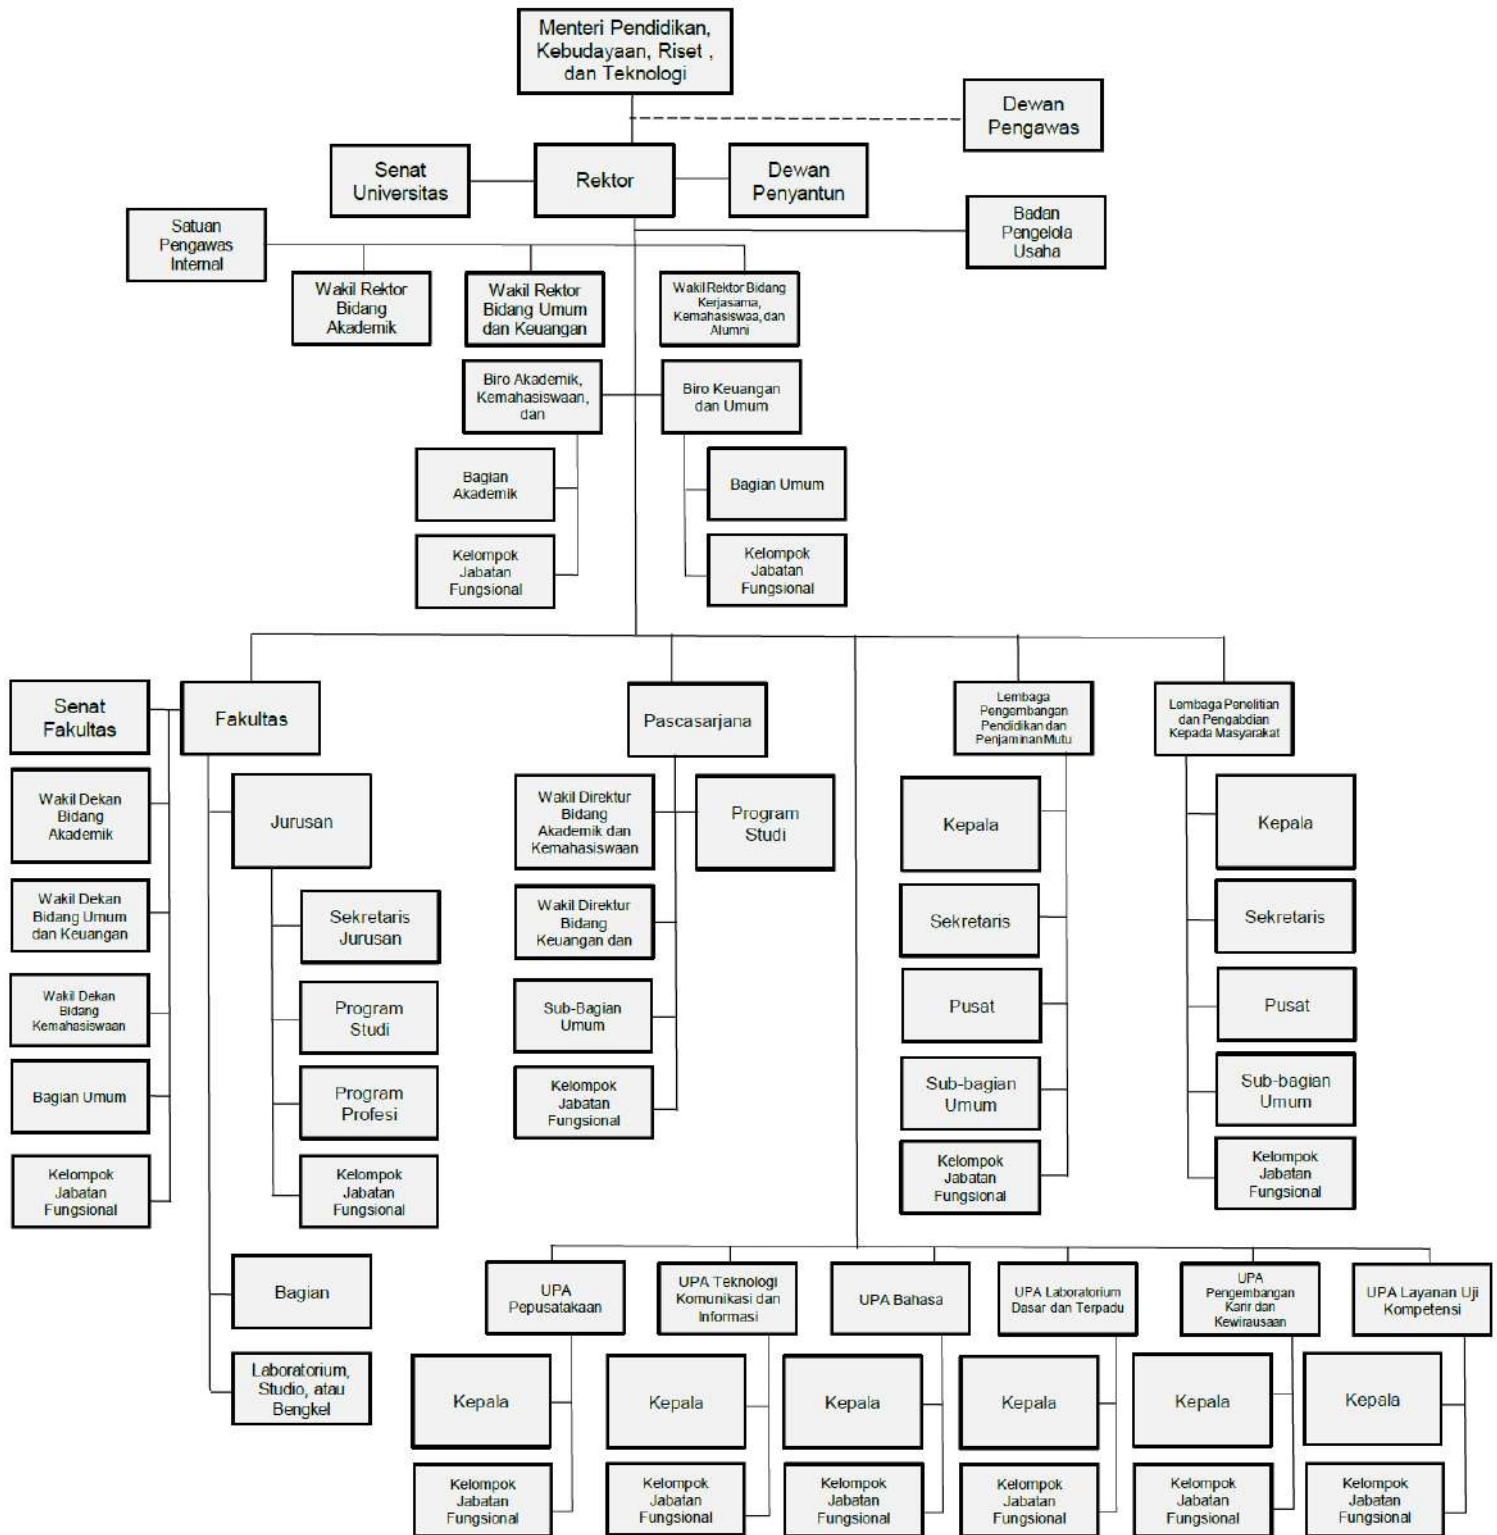 Menteri Pendidikan,
Kebudayaan, Riset ,
dan Teknologi
Dewan
Pengawas
Senat
Universitas
Rektor
Dewan
Penyantun
Satuan
Pengawas
Internal
Badan
Pengelola
Usaha
Wakil Rektor
Bidang
Akademik
Wakil Rektor
Bidang Umum
dan Keuangan
Wakil Rektor Bidang
Kerjasama,
Kemahasiswaa, dan
Alumni
Biro Akademik,
Kemahasiswaan,
dan
Biro Keuangan
dan Umum
Bagian
Akademik
Bagian Umum
Kelompok
Jabatan
Fungsional
Kelompok
Jabatan
Fungsional
Senat
Fakultas
Fakultas
Pascasarjana
Lembaga
Pengembangan
Pendidikan dan
Penjaminan Mutu
Lembaga Penelitian
dan Pengabdian
Kepada Masyarakat
Wakil Dekan
Bidang
Akademik
Jurusan
Wakil Direktur
Bidang
Akademik dan
Kemahasiswaan
Program
Studi
Kepala
Kepala
Wakil Dekan
Bidang Umum
dan Keuangan
Sekretaris
Jurusan
Wakil Direktur
Bidang
Keuangan dan
Sekretaris
Sekretaris
Wakil Dekan
Bidang
Kemahasiswaan
Program
Studi
Sub-Bagian
Umum
Pusat
Pusat
Bagian Umum
Program
Profesi
Kelompok
Jabatan
Fungsional
Sub-bagian
Umum
Sub-bagian
Umum
Kelompok
Jabatan
Fungsional
Kelompok
Jabatan
Fungsional
Kelompok
Jabatan
Fungsional
Kelompok
Jabatan
Fungsional
Bagian
UPA
Pepusatakaan
UPA Teknologi
Komunikasi dan
Informasi
UPA Bahasa
UPA Laboratorium
Dasar dan Terpadu
UPA
Pengembangan
Karir dan
Kewirausaan
UPA Layanan Uji
Kompetensi
Laboratorium,
Studio, atau
Bengkel
Kepala
Kepala
Kepala
Kepala
Kepala
Kepala
Kelompok
Jabatan
Fungsional
Kelompok
Jabatan
Fungsional
Kelompok
Jabatan
Fungsional
Kelompok
Jabatan
Fungsional
Kelompok
Jabatan
Fungsional
Kelompok
Jabatan
Fungsional